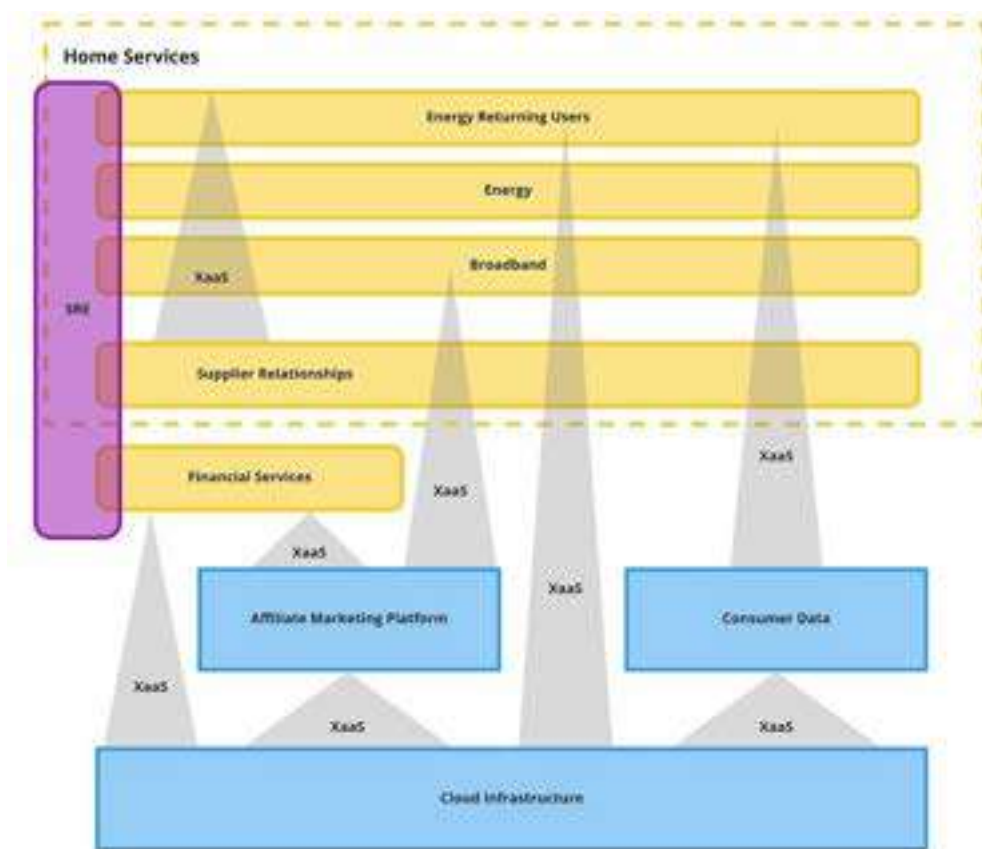 Home Services
Energy Returning Users
Energy
Broadband
XaaS
SRE
Supplier Relationships
XaaS
Financial Services
XaaS
XaaS
XaaS
Affiliate Marketing Platform
Consumer Data
XaaS
XaaS
XaaS
Cloud Infrastructure